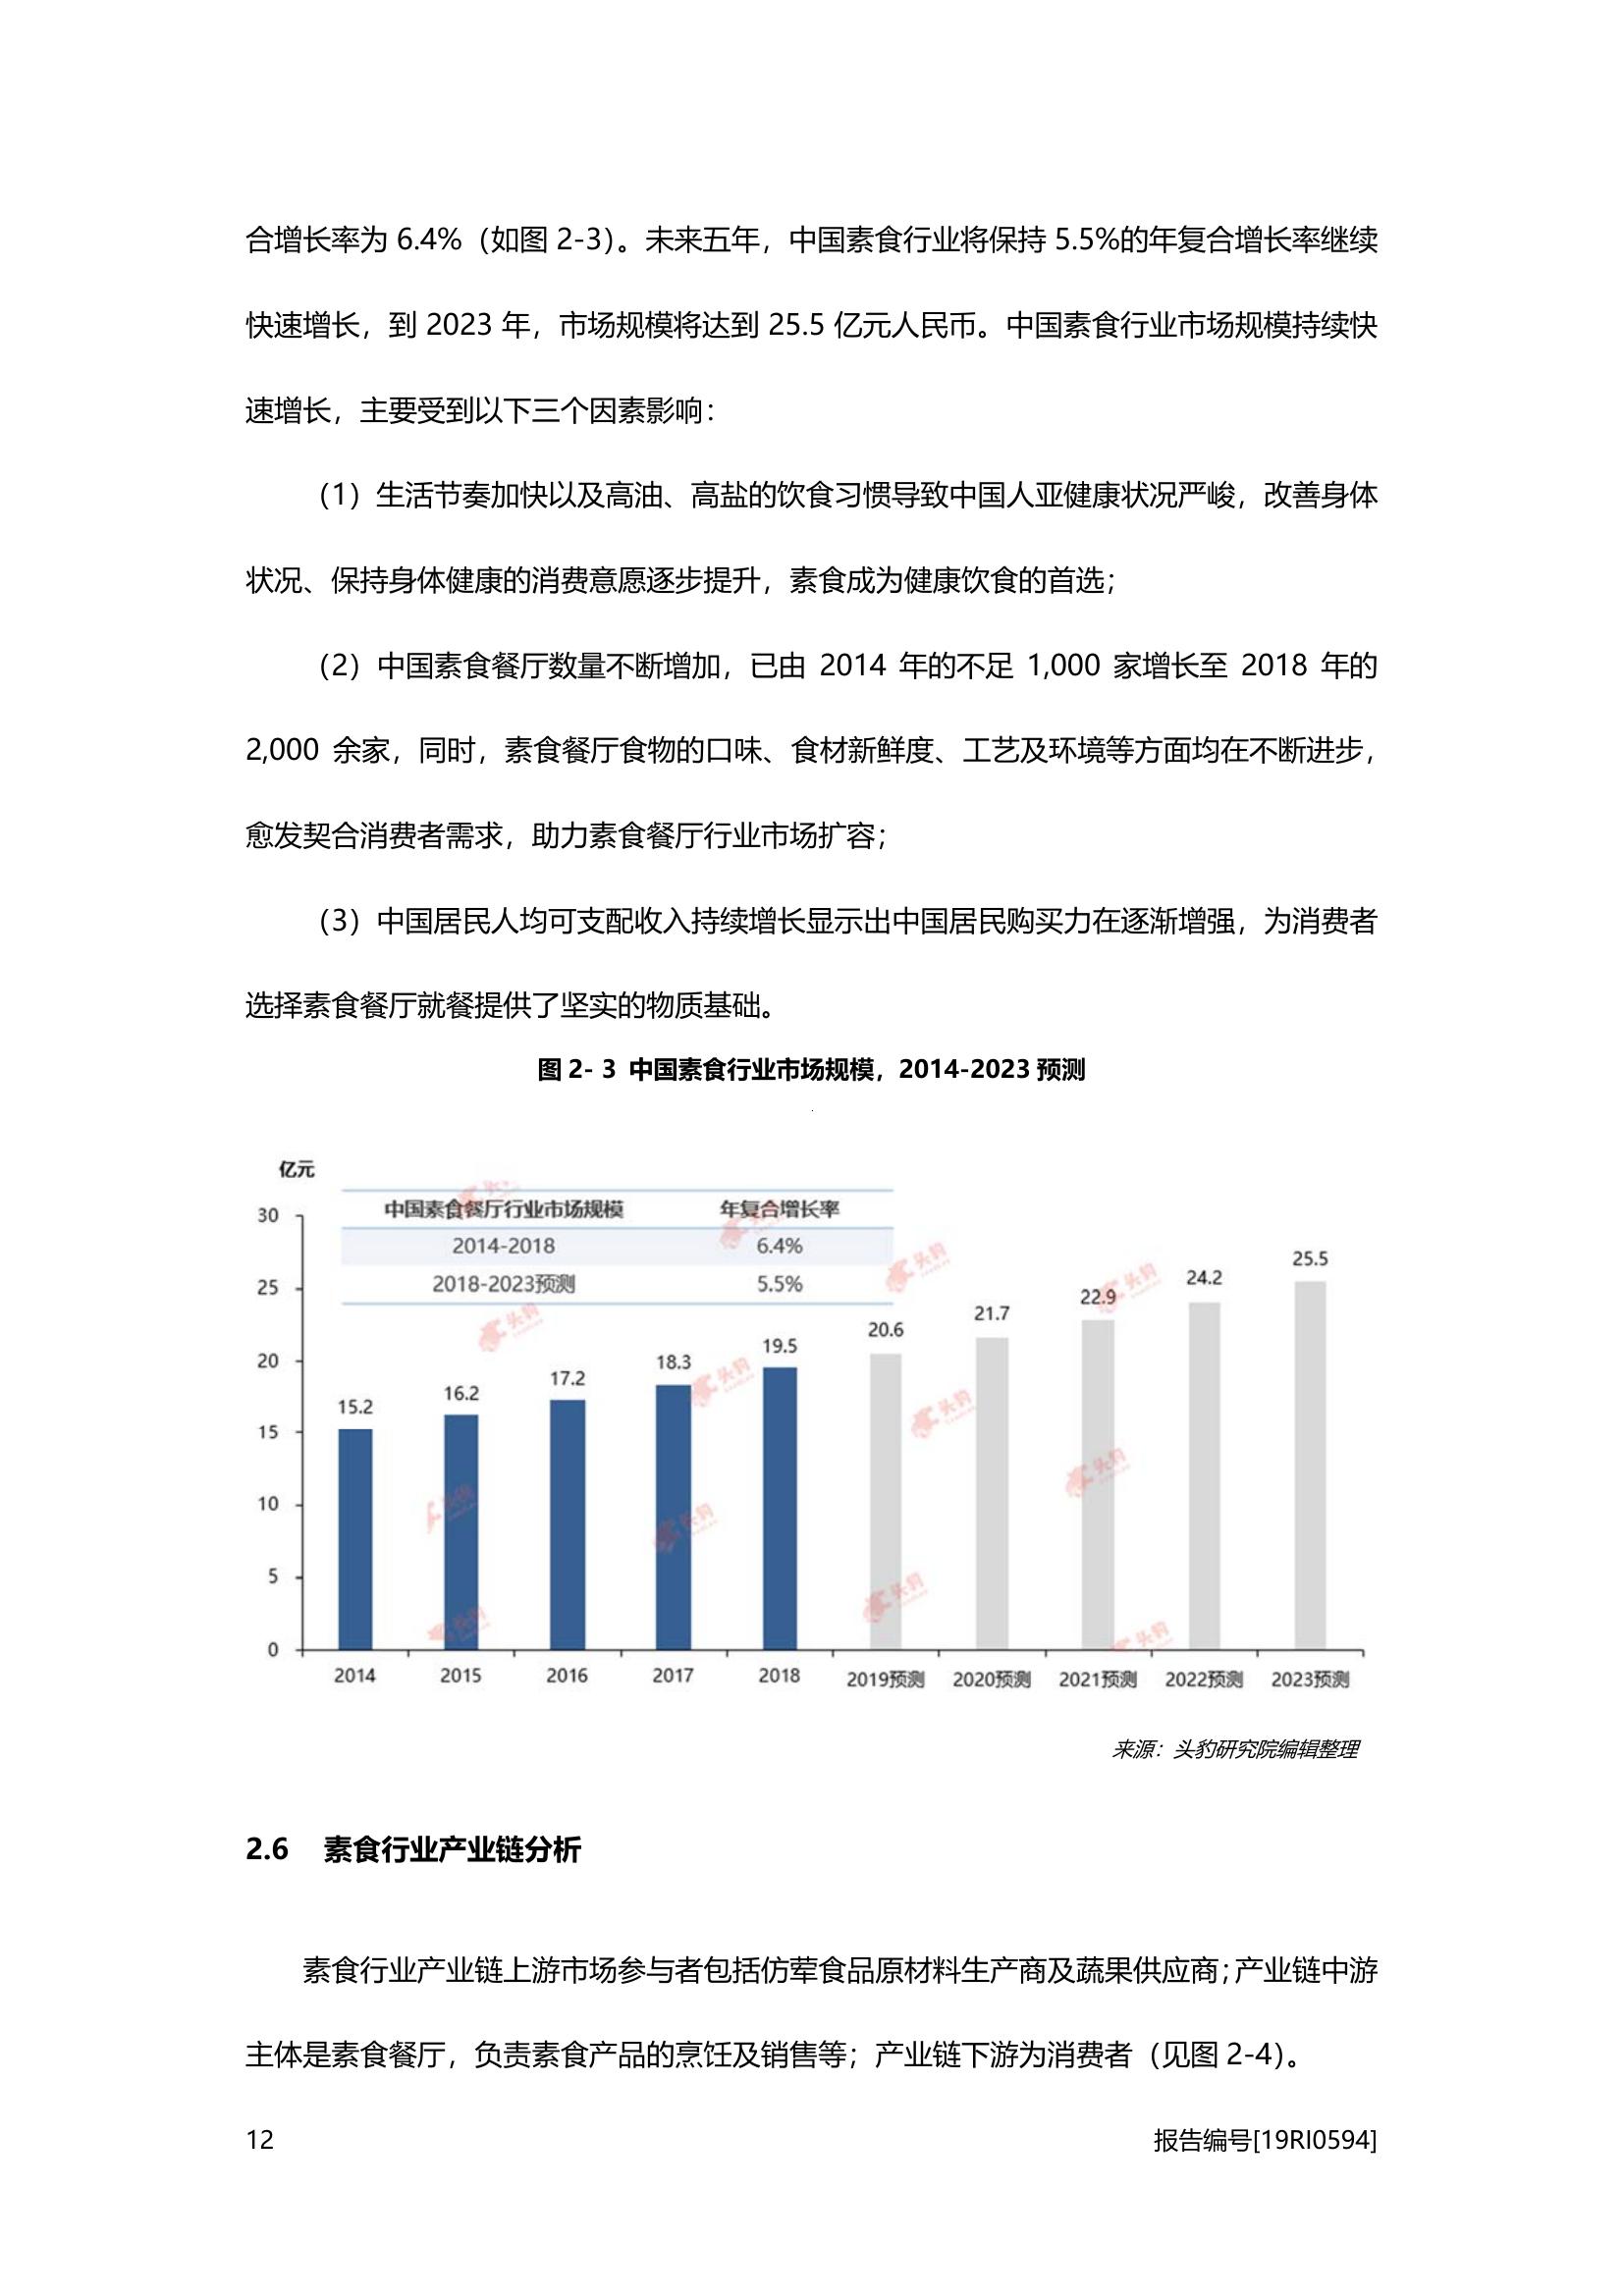 合增长率为 6.4%（如图 2-3）。未来五年，中国素食行业将保持 5.5%的年复合增长率继续
快速增长，到 2023 年，市场规模将达到 25.5 亿元人民币。中国素食行业市场规模持续快
速增长，主要受到以下三个因素影响：
（1）生活节奏加快以及高油、高盐的饮食习惯导致中国人亚健康状况严峻，改善身体
状况、保持身体健康的消费意愿逐步提升，素食成为健康饮食的首选；
（2）中国素食餐厅数量不断增加，已由 2014 年的不足 1,000 家增长至 2018 年的
2,000 余家，同时，素食餐厅食物的口味、食材新鲜度、工艺及环境等方面均在不断进步，
愈发契合消费者需求，助力素食餐厅行业市场扩容；
（3）中国居民人均可支配收入持续增长显示出中国居民购买力在逐渐增强，为消费者
选择素食餐厅就餐提供了坚实的物质基础。
图 2- 3 中国素食行业市场规模，2014-2023 预测
亿元
中国素食餐厅行业市场规模 年复合增长率
2014-2018 6.4%
2018-2023预测 5.5%
30
25
20
15
10
5
0
15.2 16.2 17.2 18.3 19.5 20.6 21.7 22.9 24.2 25.5
2014 2015 2016 2017 2018 2019预测 2020预测 2021预测 2022预测 2023预测
头豹
头豹
头豹
头豹
头豹
头豹
头豹
头豹
头豹
来源：头豹研究院编辑整理
2.6 素食行业产业链分析
素食行业产业链上游市场参与者包括仿荤食品原材料生产商及蔬果供应商；产业链中游
主体是素食餐厅，负责素食产品的烹饪及销售等；产业链下游为消费者（见图 2-4）。
12 报告编号[19RI0594]